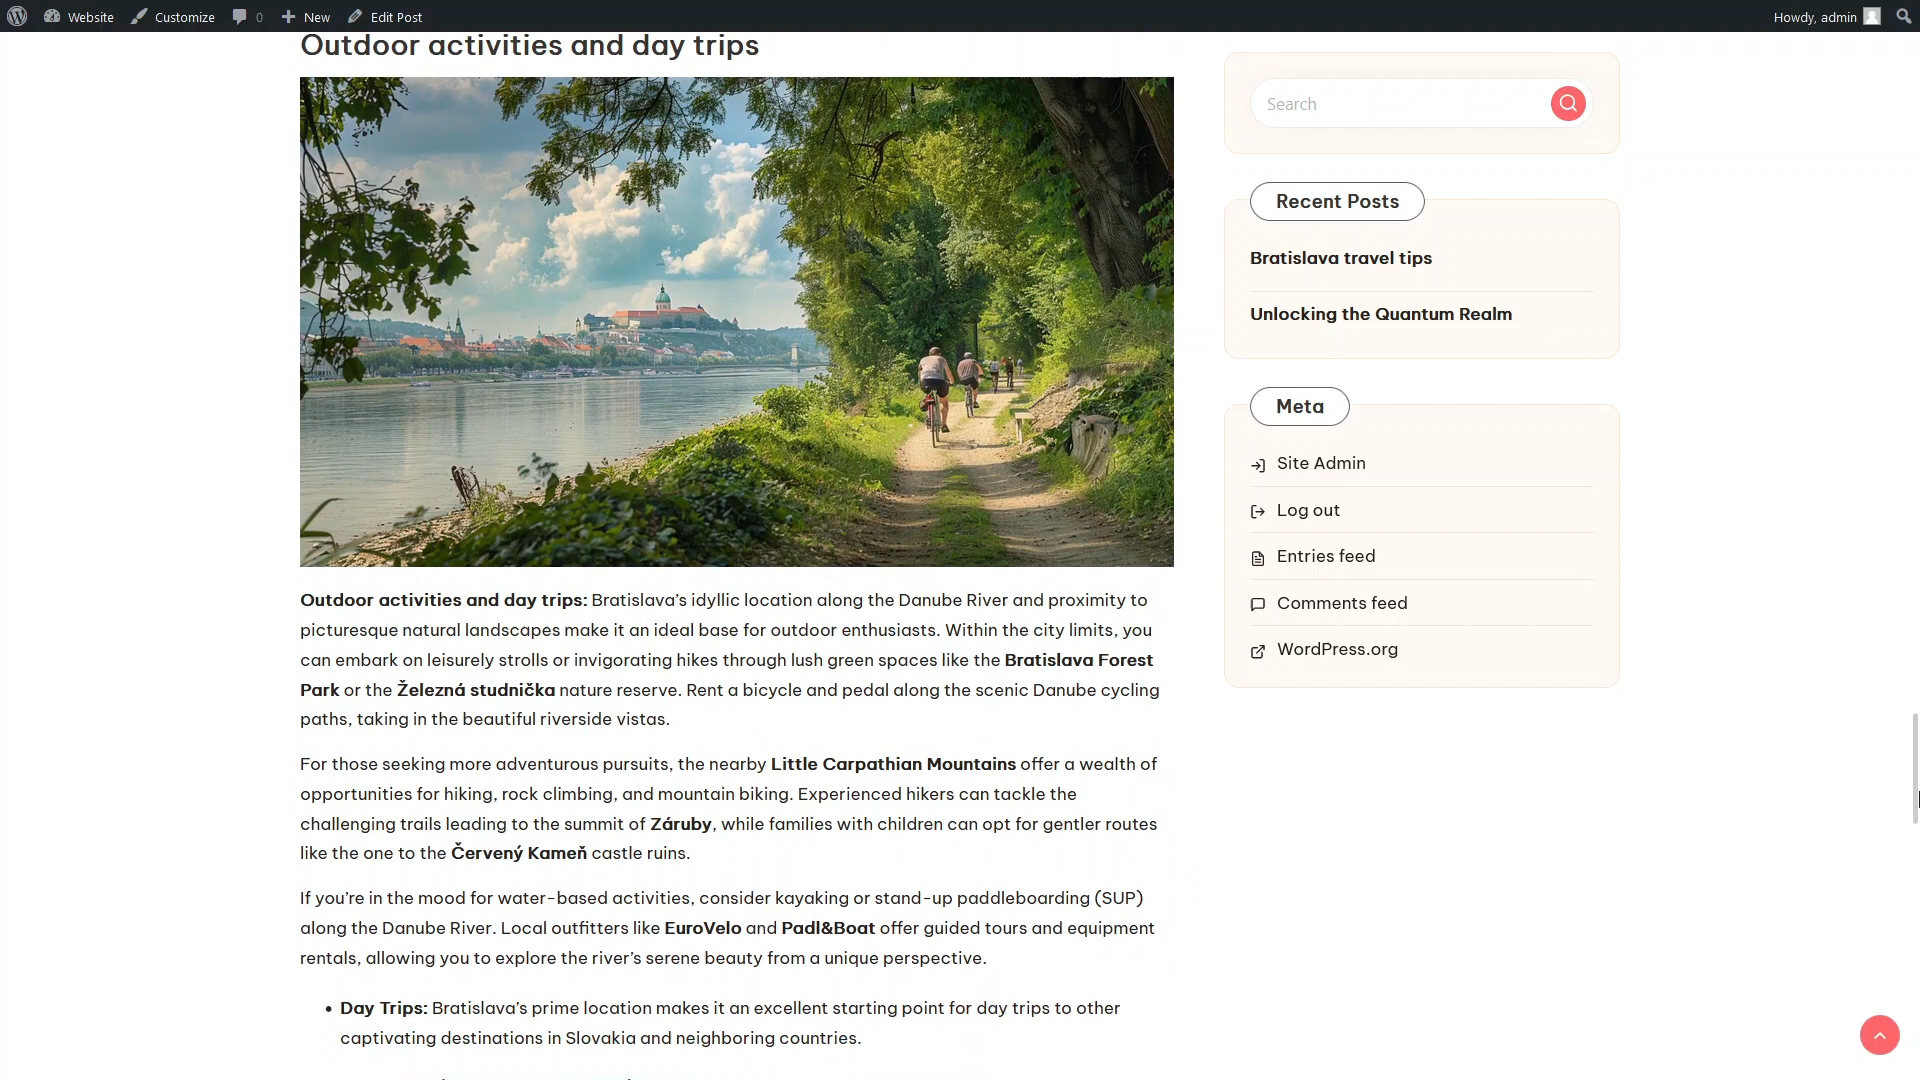 Website Customize 0 New Edit Post Howdy, admin
Outdoor activities and day trips
Outdoor activities and day trips: Bratislava’s idyllic location along the Danube River and proximity to
picturesque natural landscapes make it an ideal base for outdoor enthusiasts. Within the city limits, you
can embark on leisurely strolls or invigorating hikes through lush green spaces like the Bratislava Forest
Park or the Železná studnička nature reserve. Rent a bicycle and pedal along the scenic Danube cycling
paths, taking in the beautiful riverside vistas.
For those seeking more adventurous pursuits, the nearby Little Carpathian Mountains offer a wealth of
opportunities for hiking, rock climbing, and mountain biking. Experienced hikers can tackle the
challenging trails leading to the summit of Záruby, while families with children can opt for gentler routes
like the one to the Červený Kameň castle ruins.
If you’re in the mood for water-based activities, consider kayaking or stand-up paddleboarding (SUP)
along the Danube River. Local outfitters like EuroVelo and Padl&Boat offer guided tours and equipment
rentals, allowing you to explore the river’s serene beauty from a unique perspective.
• Day Trips: Bratislava’s prime location makes it an excellent starting point for day trips to other
captivating destinations in Slovakia and neighboring countries.
Search
Recent Posts
Bratislava travel tips
Unlocking the Quantum Realm
Meta
Site Admin
Log out
Entries feed
Comments feed
WordPress.org